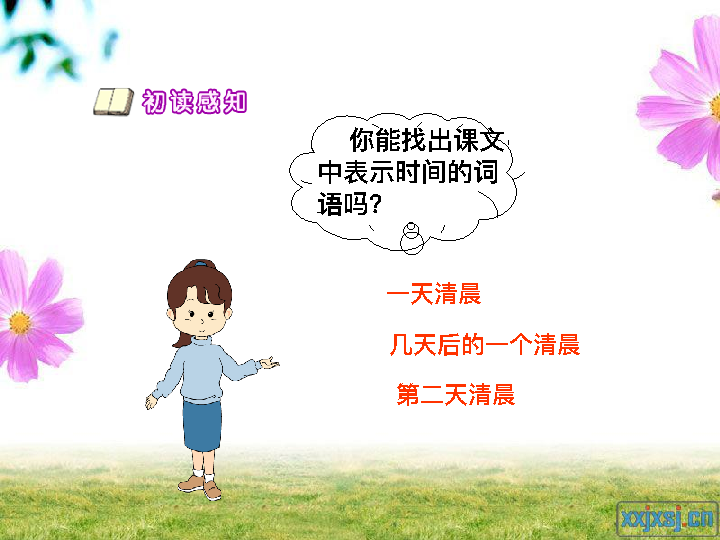 初读感知
你能找出课文
中表示时间的词
语吗?
一天清晨
几天后的一个清晨
第二天清晨
xxjxsj.cn